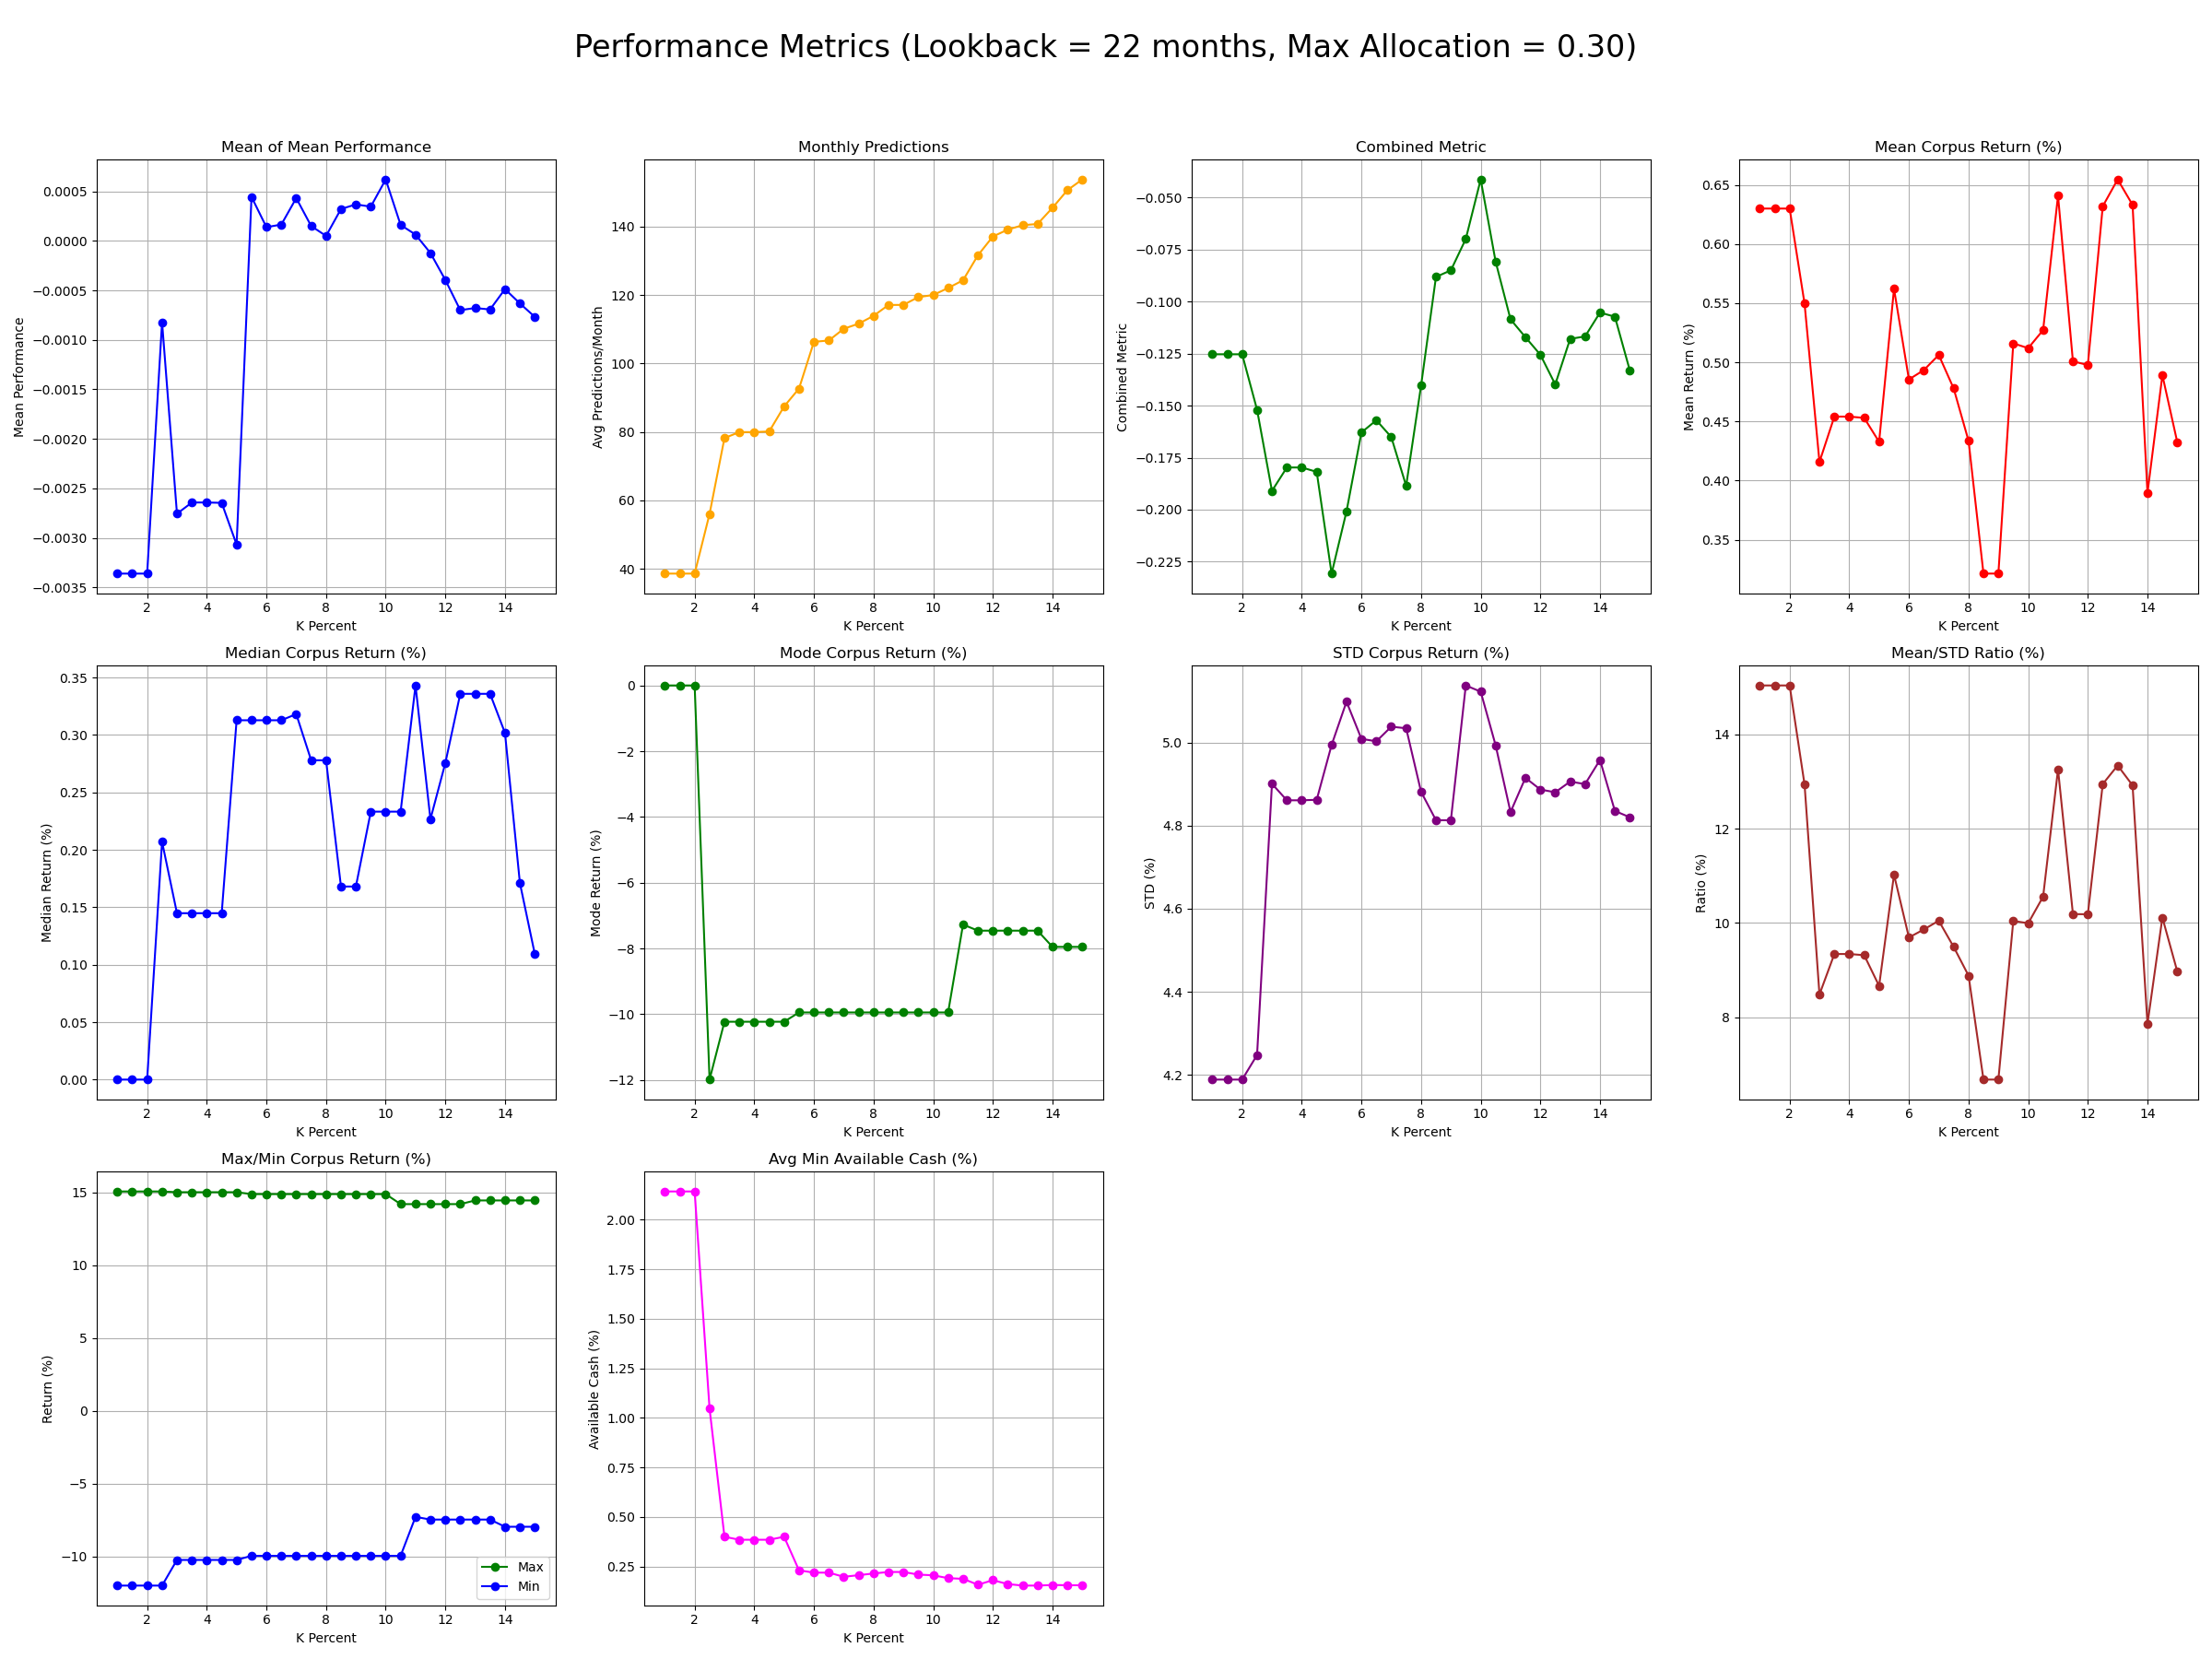 Performance Metrics (Lookback = 22 months, Max Allocation = 0.30)
Mean of Mean Performance
Mean Performance
0.0005
0.0000
−0.0005
−0.0010
−0.0015
−0.0020
−0.0025
−0.0030
−0.0035
2 4 6 8 10 12 14
K Percent
Monthly Predictions
Avg Predictions/Month
140
120
100
80
60
40
2 4 6 8 10 12 14
K Percent
Combined Metric
Combined Metric
−0.050
−0.075
−0.100
−0.125
−0.150
−0.175
−0.200
−0.225
2 4 6 8 10 12 14
K Percent
Mean Corpus Return (%)
Mean Return (%)
0.65
0.60
0.55
0.50
0.45
0.40
0.35
2 4 6 8 10 12 14
K Percent
Median Corpus Return (%)
Median Return (%)
0.35
0.30
0.25
0.20
0.15
0.10
0.05
0.00
2 4 6 8 10 12 14
K Percent
Mode Corpus Return (%)
Mode Return (%)
0
−2
−4
−6
−8
−10
−12
2 4 6 8 10 12 14
K Percent
STD Corpus Return (%)
STD (%)
5.0
4.8
4.6
4.4
4.2
2 4 6 8 10 12 14
K Percent
Mean/STD Ratio (%)
Ratio (%)
14
12
10
8
2 4 6 8 10 12 14
K Percent
Max/Min Corpus Return (%)
Return (%)
15
10
5
0
−5
−10
Max
Min
2 4 6 8 10 12 14
K Percent
Avg Min Available Cash (%)
Available Cash (%)
2.00
1.75
1.50
1.25
1.00
0.75
0.50
0.25
2 4 6 8 10 12 14
K Percent